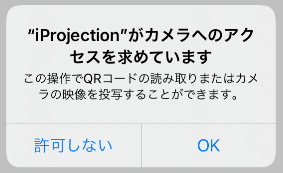 “iProjection”がカメラへのアク
セスを求めています
この操作でQRコードの読み取りまたはカメ
ラの映像を投写することができます。
許可しない OK